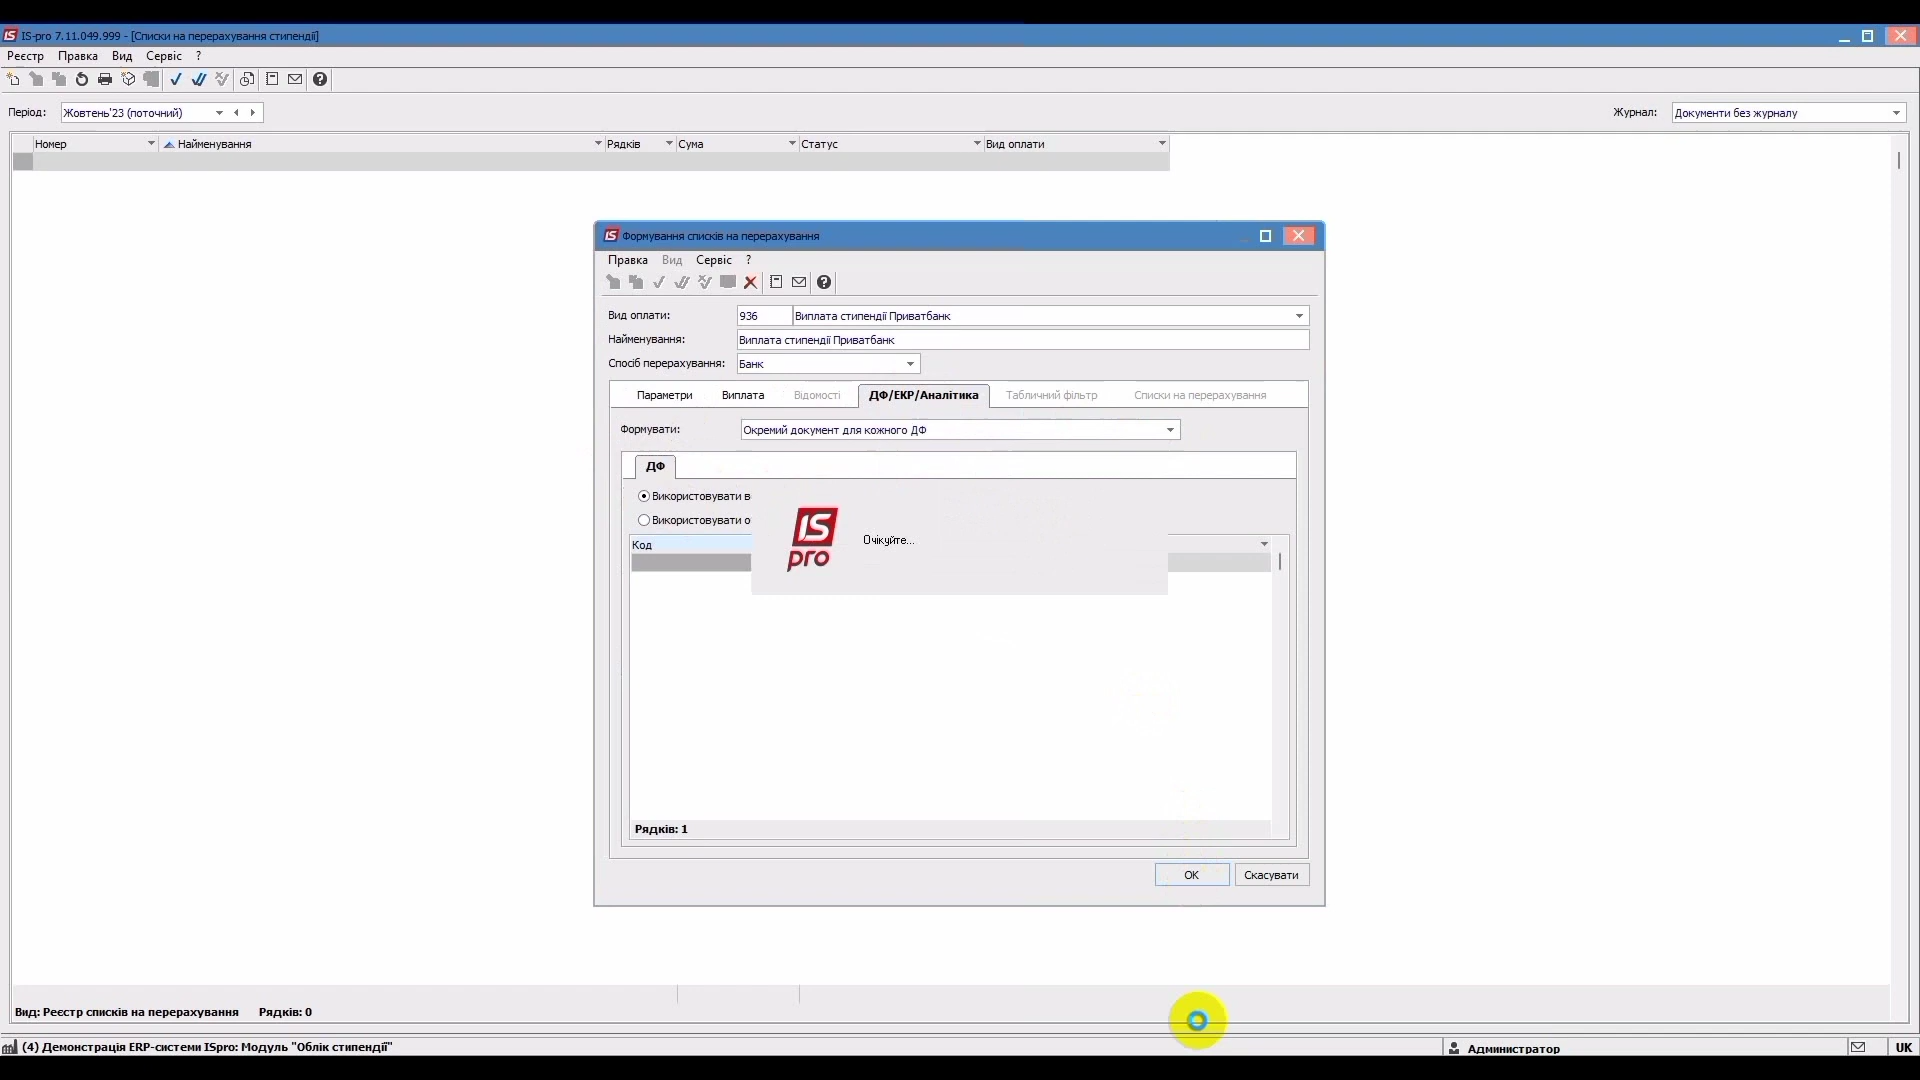 IS-pro 7.11.049.999 - [Списки на перерахування стипендії]
Реєстр Правка Вид Сервіс ?
Період: Жовтень'23 (поточний) Журнал: Документи без журналу
Номер Найменування Рядків Сума Статус Вид оплати
Формування списків на перерахування
Правка Вид Сервіс ?
Вид оплати: 936 Виплата стипендії Приватбанк
Найменування: Виплата стипендії Приватбанк
Спосіб перерахування: Банк
Параметри Виплата Відомості ДФ/ЕКР/Аналітика Табличний фільтр Списки на перерахування
Формувати: Окремий документ для кожного ДФ
ДФ
Використовувати в
Використовувати о
IS pro Очікуйте...
Код
Рядків: 1
OK Скасувати
Вид: Реєстр списків на перерахування Рядків: 0
(4) Демонстрація ERP-системи ISpro: Модуль "Облік стипендії" Администратор UK